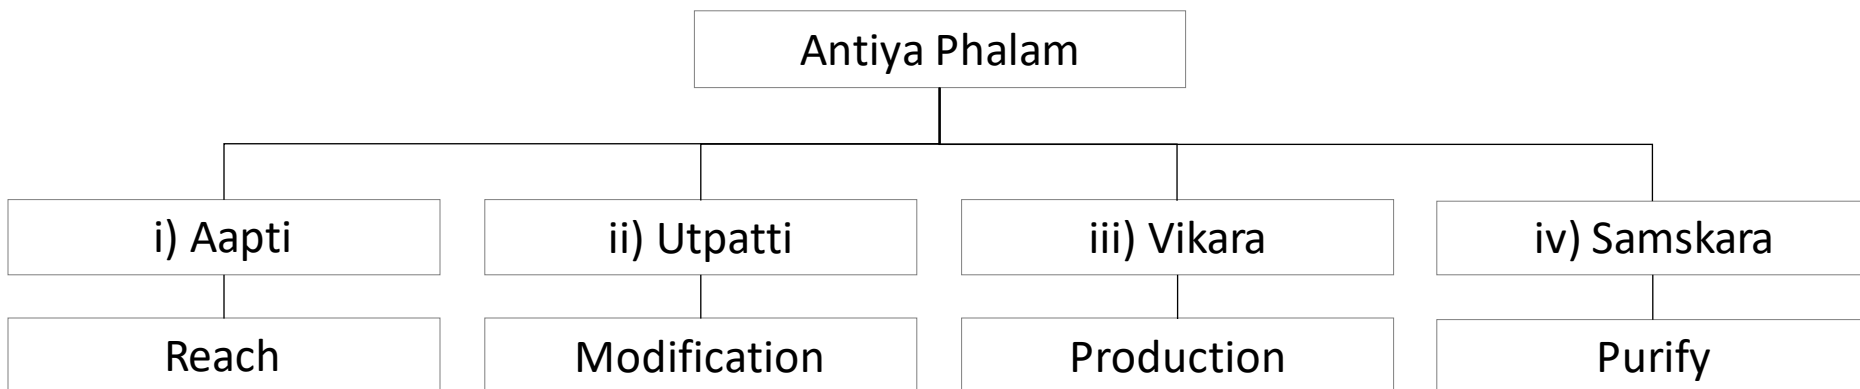 Antiya Phalam
i) Aapti
ii) Utpatti
iii) Vikara
iv) Samskara
Reach
Modification
Production
Purify